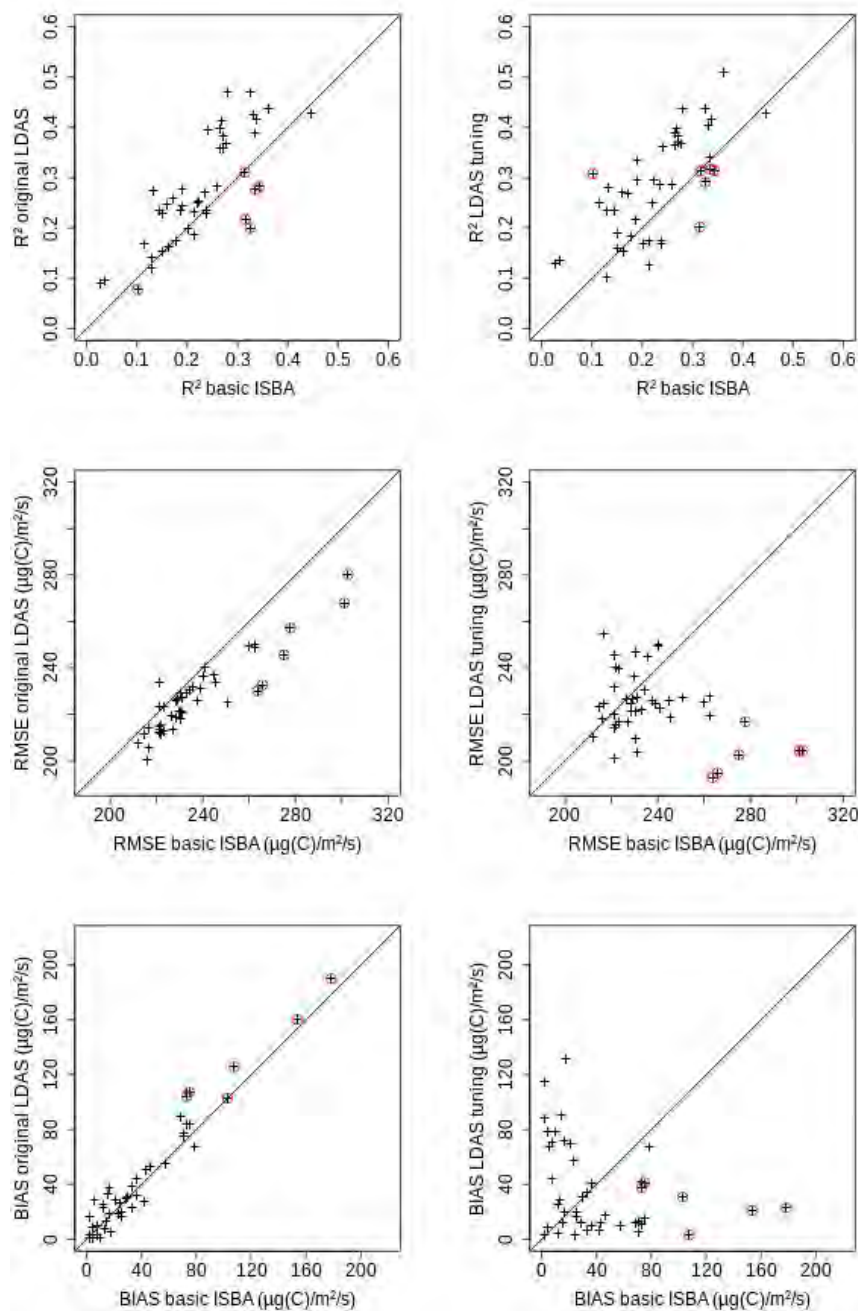 R² original LDAS
0.0 0.1 0.2 0.3 0.4 0.5 0.6
0.0 0.1 0.2 0.3 0.4 0.5 0.6
R² basic ISBA
R² LDAS tuning
0.0 0.1 0.2 0.3 0.4 0.5 0.6
0.0 0.1 0.2 0.3 0.4 0.5 0.6
R² basic ISBA
RMSE original LDAS (µg(C)/m²/s)
200 240 280 320
200 240 280 320
RMSE basic ISBA (µg(C)/m²/s)
RMSE LDAS tuning (µg(C)/m²/s)
200 240 280 320
200 240 280 320
RMSE basic ISBA (µg(C)/m²/s)
BIAS original LDAS (µg(C)/m²/s)
0 40 80 120 160 200
0 40 80 120 160 200
BIAS basic ISBA (µg(C)/m²/s)
BIAS LDAS tuning (µg(C)/m²/s)
0 40 80 120 160 200
0 40 80 120 160 200
BIAS basic ISBA (µg(C)/m²/s)